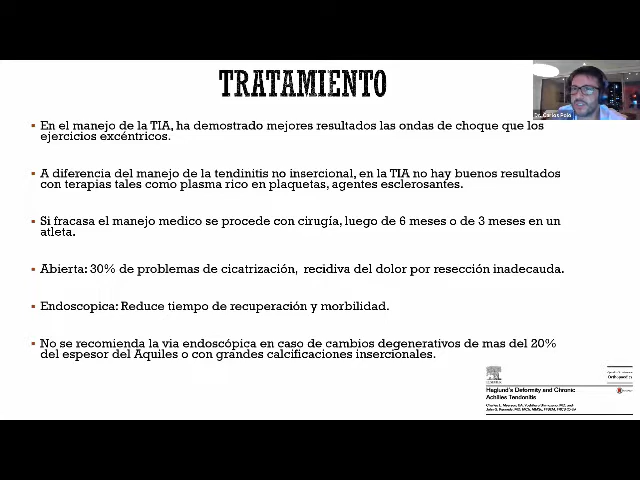 TRATAMIENTO
Dr. Carlos Polo
▪ En el manejo de la TIA, ha demostrado mejores resultados las ondas de choque que los
ejercicios excéntricos.
▪ A diferencia del manejo de la tendinitis no insercional, en la TIA no hay buenos resultados
con terapias tales como plasma rico en plaquetas, agentes esclerosantes.
▪ Si fracasa el manejo medico se procede con cirugía, luego de 6 meses o de 3 meses en un
atleta.
▪ Abierta: 30% de problemas de cicatrización, recidiva del dolor por resección inadecauda.
▪ Endoscopica: Reduce tiempo de recuperación y morbilidad.
▪ No se recomienda la via endoscópica en caso de cambios degenerativos de mas del 20%
del espesor del Aquiles o con grandes calcificaciones insercionales.
ELSEVIER
Orthopaedics
Haglund's Deformity and Chronic
Achilles Tendonitis